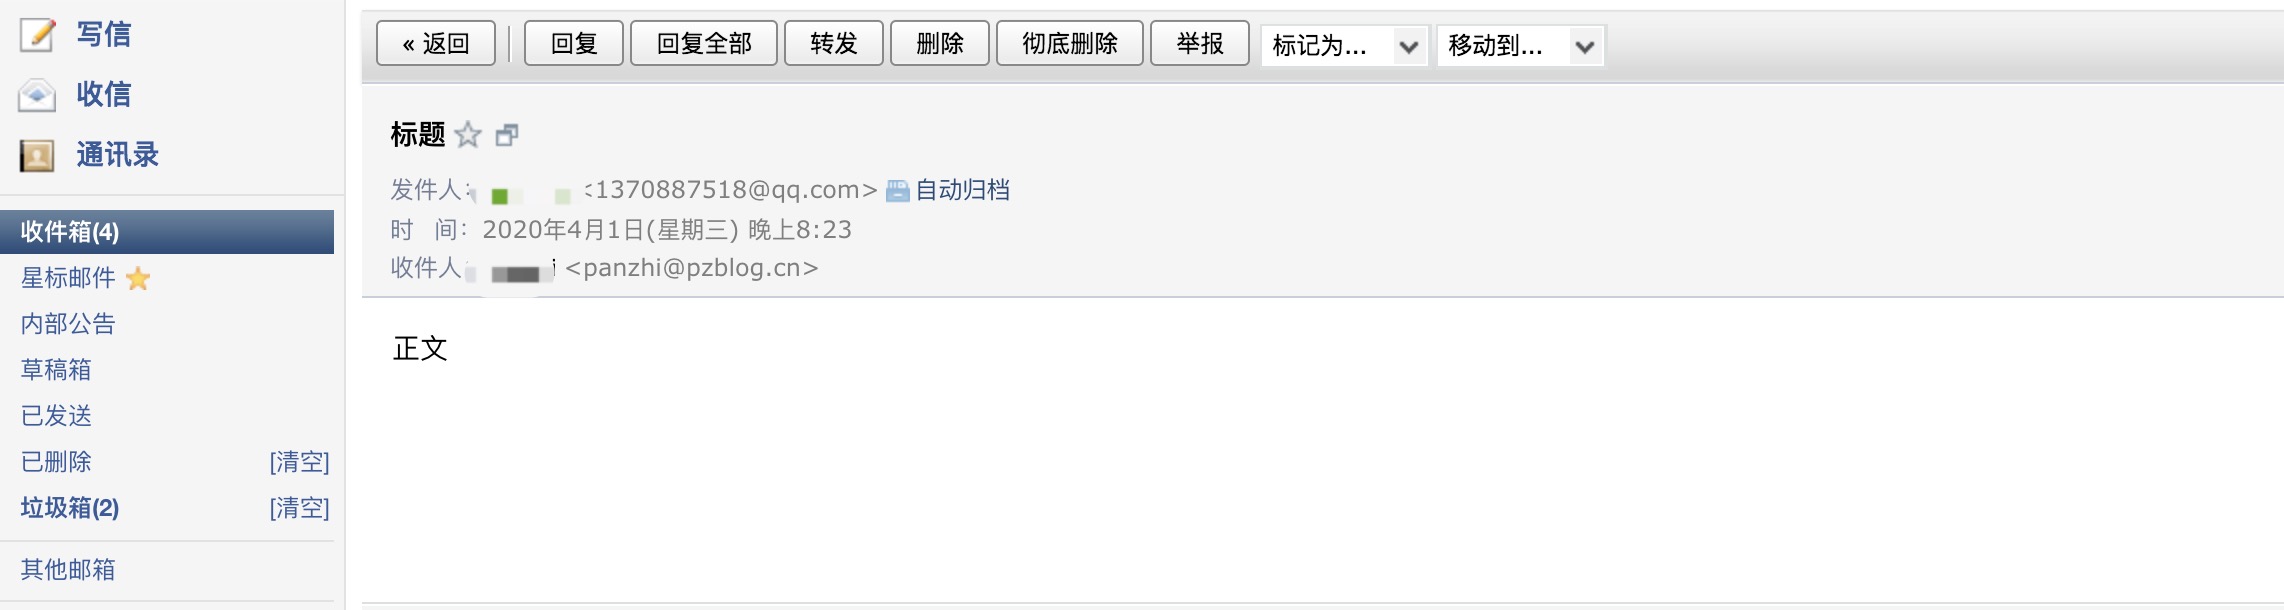 写信
收信
通讯录
收件箱(4)
星标邮件
内部公告
草稿箱
已发送
已删除 [清空]
垃圾箱(2) [清空]
其他邮箱
« 返回 回复 回复全部 转发 删除 彻底删除 举报 标记为... 移动到...
标题
发件人: <1370887518@qq.com> 自动归档
时 间: 2020年4月1日(星期三) 晚上8:23
收件人: <panzhi@pzblog.cn>
正文